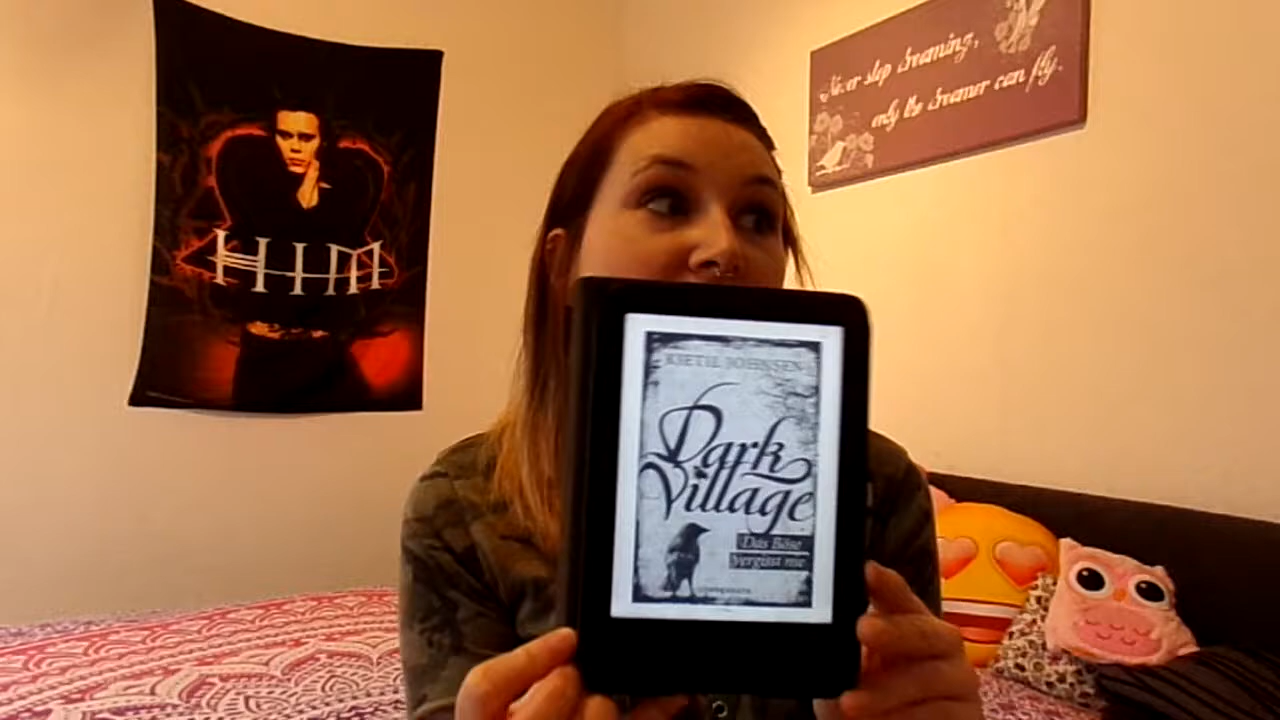 HIM
Never stop dreaming,
only the dreamer can fly.
KJETIL JOHNSEN
Dark
Village
Das Böse
vergisst nie